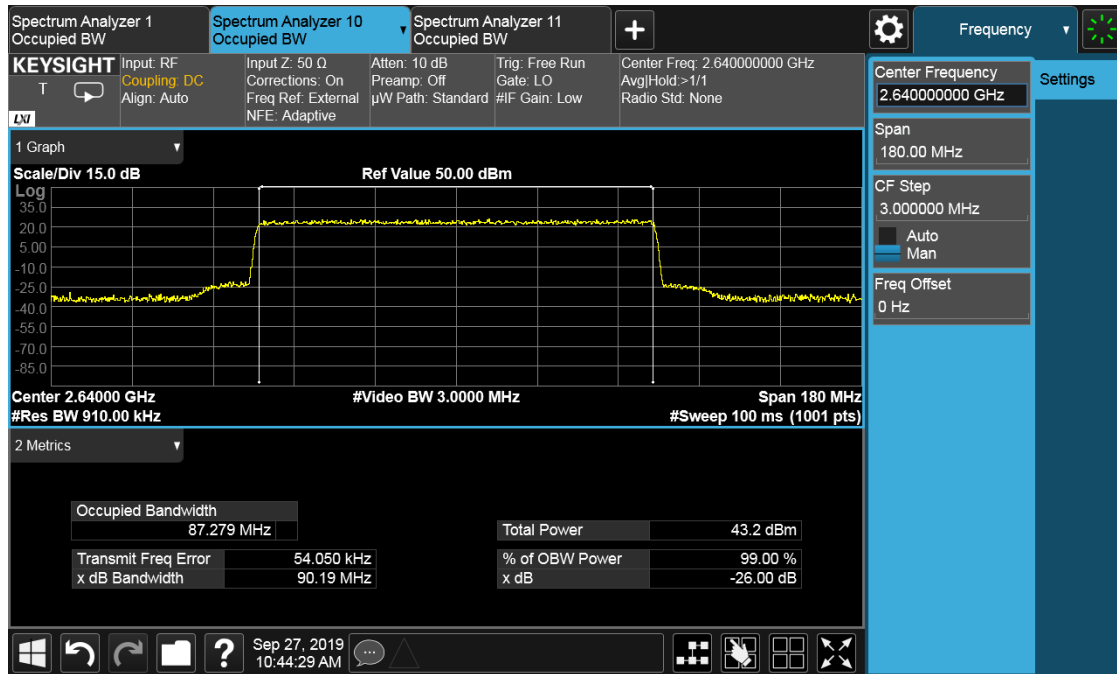 Spectrum Analyzer 1
Occupied BW
Spectrum Analyzer 10
Occupied BW
Spectrum Analyzer 11
Occupied BW
Frequency
KEYSIGHT
T
LXI
Input: RF
Coupling: DC
Align: Auto
Input Z: 50 Ω
Corrections: On
Freq Ref: External
NFE: Adaptive
Atten: 10 dB
Preamp: Off
µW Path: Standard
Trig: Free Run
Gate: LO
#IF Gain: Low
Center Freq: 2.640000000 GHz
Avg|Hold:>1/1
Radio Std: None
Center Frequency
2.640000000 GHz
Settings
Span
180.00 MHz
CF Step
3.000000 MHz
Auto
Man
Freq Offset
0 Hz
1 Graph
Scale/Div 15.0 dB
Ref Value 50.00 dBm
Log
35.0
20.0
5.00
-10.0
-25.0
-40.0
-55.0
-70.0
-85.0
Center 2.64000 GHz
#Video BW 3.0000 MHz
Span 180 MHz
#Res BW 910.00 kHz
#Sweep 100 ms (1001 pts)
2 Metrics
Occupied Bandwidth
87.279 MHz
Total Power 43.2 dBm
Transmit Freq Error 54.050 kHz
% of OBW Power 99.00 %
x dB Bandwidth 90.19 MHz
x dB -26.00 dB
?
Sep 27, 2019
10:44:29 AM